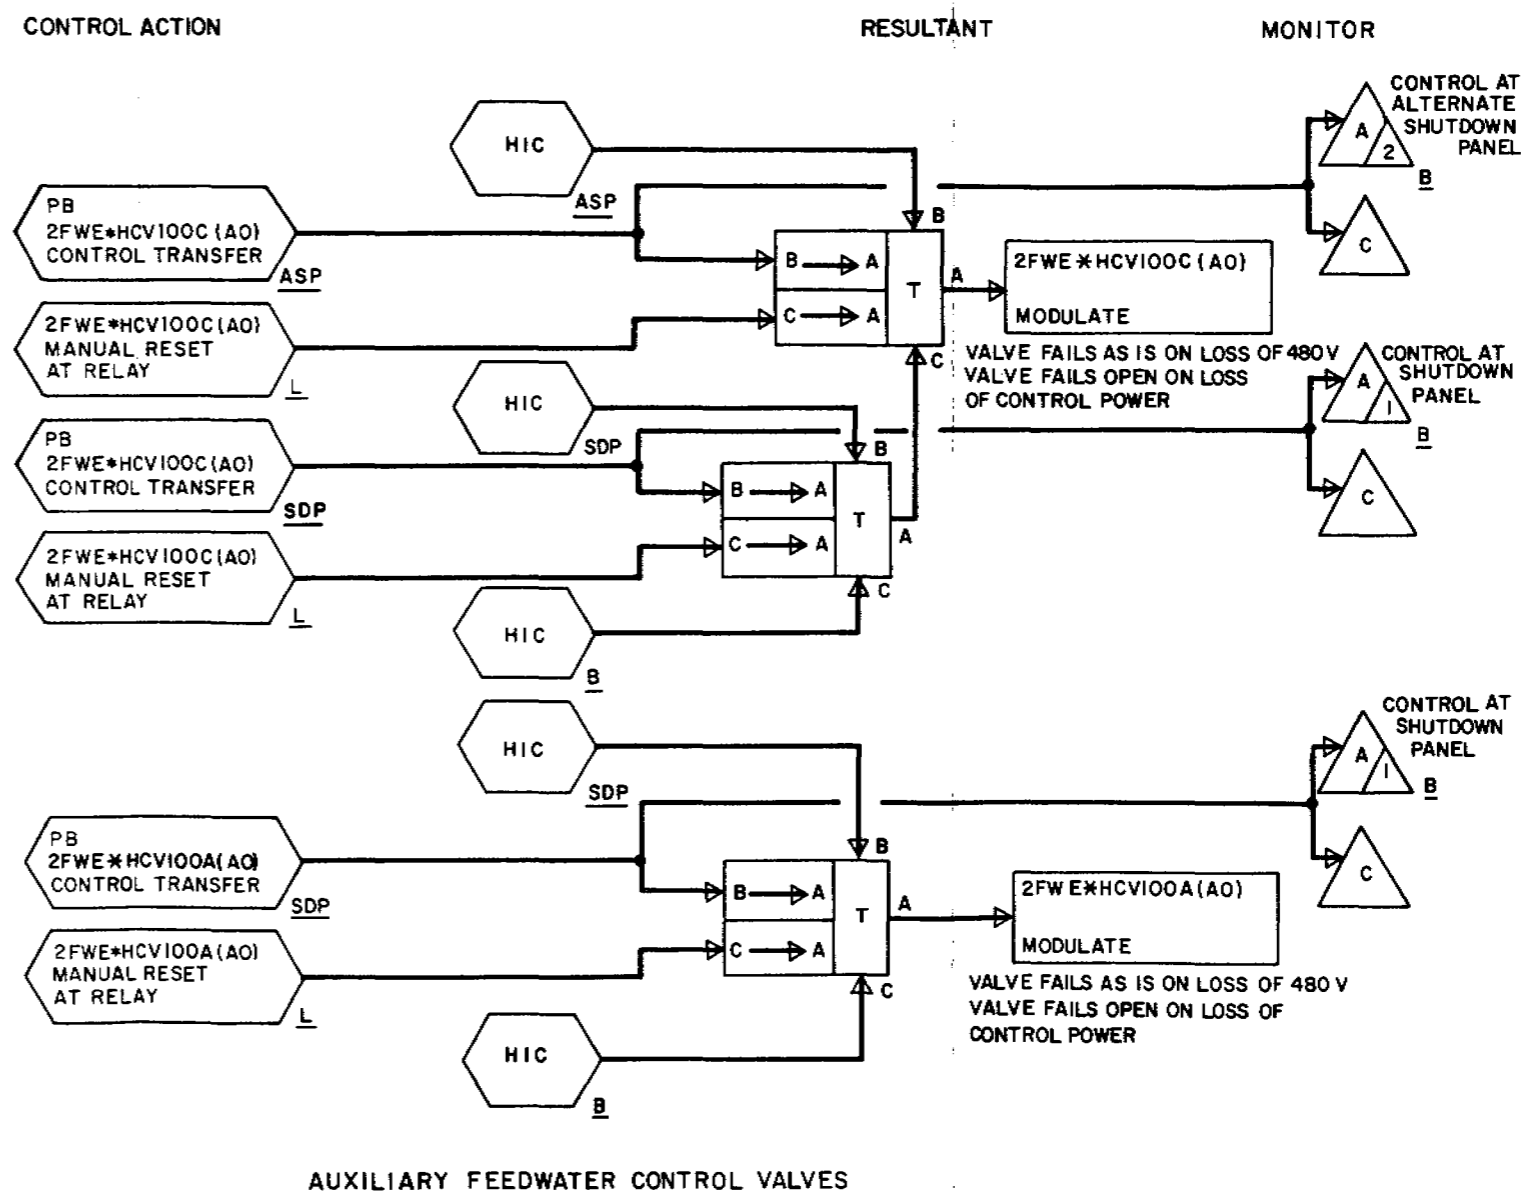 CONTROL ACTION
RESULTANT
MONITOR
HIC
ASP
PB
2FWE*HCV100C(AO)
CONTROL TRANSFER
ASP
2FWE*HCV100C(AO)
MANUAL RESET
AT RELAY
L
B A
C A
T
B
C
A
2FWE*HCV100C(AO)
MODULATE
VALVE FAILS AS IS ON LOSS OF 480V
VALVE FAILS OPEN ON LOSS
OF CONTROL POWER
A
2
CONTROL AT
ALTERNATE
SHUTDOWN
PANEL
B
C
HIC
SDP
PB
2FWE*HCV100C(AO)
CONTROL TRANSFER
SDP
2FWE*HCV100C(AO)
MANUAL RESET
AT RELAY
L
B A
C A
T
B
C
A
HIC
B
A
1
CONTROL AT
SHUTDOWN
PANEL
B
C
HIC
SDP
PB
2FWE*HCV100A(AO)
CONTROL TRANSFER
SDP
2FWE*HCV100A(AO)
MANUAL RESET
AT RELAY
L
B A
C A
T
B
C
A
2FWE*HCV100A(AO)
MODULATE
VALVE FAILS AS IS ON LOSS OF 480V
VALVE FAILS OPEN ON LOSS OF
CONTROL POWER
HIC
B
A
1
CONTROL AT
SHUTDOWN
PANEL
B
C
AUXILIARY FEEDWATER CONTROL VALVES